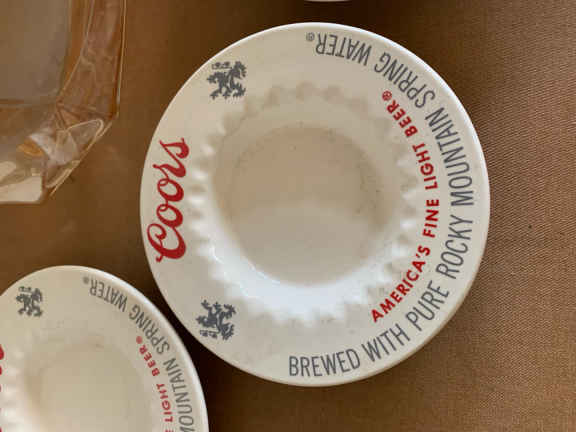 Coors
AMERICA'S FINE LIGHT BEER®
BREWED WITH PURE ROCKY MOUNTAIN SPRING WATER®
LIGHT BEER®
MOUNTAIN SPRING WATER®